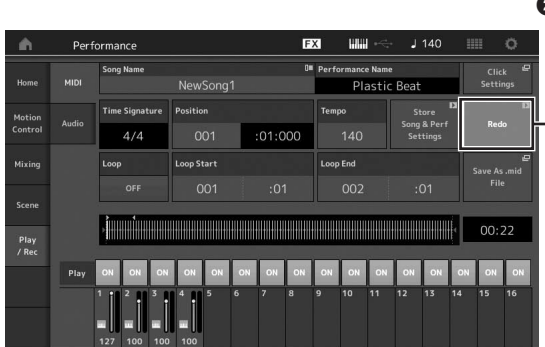 Performance
FX
140
Home
Motion
Control
Mixing
Scene
Play
/ Rec
MIDI
Audio
Song Name
NewSong1
Performance Name
Plastic Beat
Click
Settings
Time Signature
4/4
Position
001 :01:000
Tempo
140
Store
Song & Perf
Settings
Redo
Loop
OFF
Loop Start
001 :01
Loop End
002 :01
Save As .mid
File
00:22
Play
ON ON ON ON ON ON ON ON ON ON ON ON ON ON ON ON
1 2 3 4 5 6 7 8 9 10 11 12 13 14 15 16
127 100 100 100